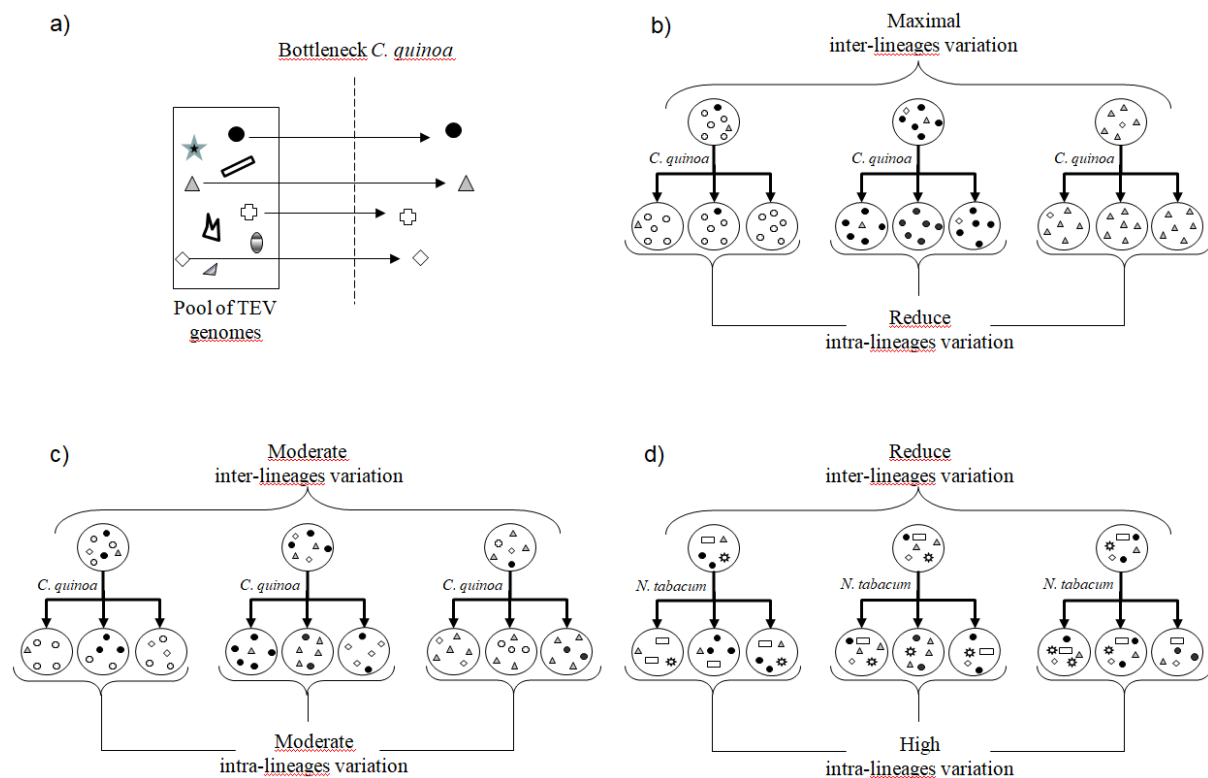 a)
Bottleneck C. quinoa
Pool of TEV
genomes
b)
Maximal
inter-lineages variation
C. quinoa
C. quinoa
C. quinoa
Reduce
intra-lineages variation
c)
Moderate
inter-lineages variation
C. quinoa
C. quinoa
C. quinoa
Moderate
intra-lineages variation
d)
Reduce
inter-lineages variation
N. tabacum
N. tabacum
N. tabacum
High
intra-lineages variation